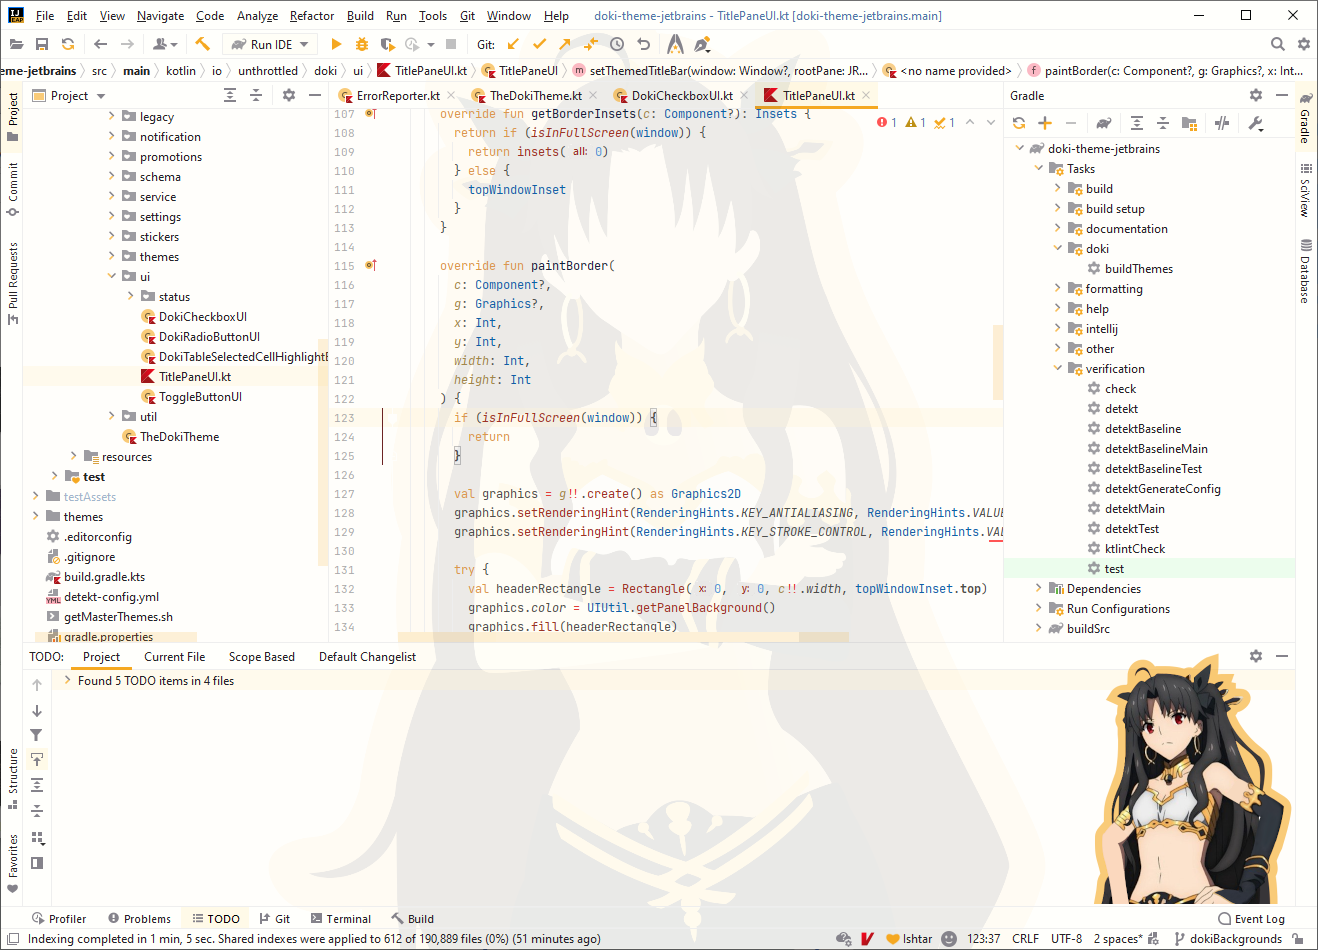 File Edit View Navigate Code Analyze Refactor Build Run Tools Git Window Help doki-theme-jetbrains - TitlePaneUI.kt [doki-theme-jetbrains.main]
Run IDE Git:
eme-jetbrains src main kotlin io unthrottled doki ui TitlePaneUI.kt TitlePaneUI setThemedTitleBar(window: Window?, rootPane: JR... <no name provided> paintBorder(c: Component?, g: Graphics?, x: Int,...
Project
ErrorReporter.kt TheDokiTheme.kt DokiCheckboxUI.kt TitlePaneUI.kt
Gradle
Project
Commit
Pull Requests
Structure
Favorites
legacy
notification
promotions
schema
service
settings
stickers
themes
ui
status
DokiCheckboxUI
DokiRadioButtonUI
DokiTableSelectedCellHighlightB
TitlePaneUI.kt
ToggleButtonUI
util
TheDokiTheme
resources
test
testAssets
themes
.editorconfig
.gitignore
build.gradle.kts
detekt-config.yml
getMasterThemes.sh
gradle.properties
1 1 1
107 override fun getBorderInsets(c: Component?): Insets {
108 return if (isInFullScreen(window)) {
109 return insets( all: 0)
110 } else {
111 topWindowInset
112 }
113 }
114
115 override fun paintBorder(
116 c: Component?,
117 g: Graphics?,
118 x: Int,
119 y: Int,
120 width: Int,
121 height: Int
122 ) {
123 if (isInFullScreen(window)) {
124 return
125 }
126
127 val graphics = g!!.create() as Graphics2D
128 graphics.setRenderingHint(RenderingHints.KEY_ANTIALIASING, RenderingHints.VALUE
129 graphics.setRenderingHint(RenderingHints.KEY_STROKE_CONTROL, RenderingHints.VAL
130
131 try {
132 val headerRectangle = Rectangle( x: 0, y: 0, c!!.width, topWindowInset.top)
133 graphics.color = UIUtil.getPanelBackground()
134 graphics.fill(headerRectangle)
doki-theme-jetbrains
Tasks
build
build setup
documentation
doki
buildThemes
formatting
help
intellij
other
verification
check
detekt
detektBaseline
detektBaselineMain
detektBaselineTest
detektGenerateConfig
detektMain
detektTest
ktlintCheck
test
Dependencies
Run Configurations
buildSrc
Gradle
SciView
Database
TODO: Project Current File Scope Based Default Changelist
Found 5 TODO items in 4 files
Profiler Problems TODO Git Terminal Build Event Log
Indexing completed in 1 min, 5 sec. Shared indexes were applied to 612 of 190,889 files (0%) (51 minutes ago) Ishtar 123:37 CRLF UTF-8 2 spaces* dokiBackgrounds